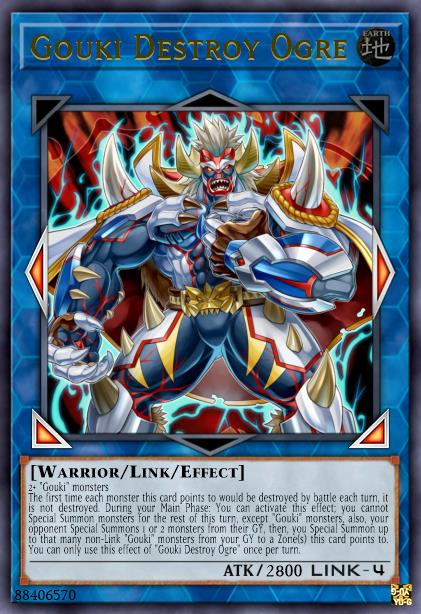 GOUKI DESTROY OGRE
EARTH
地
[WARRIOR/LINK/EFFECT]
2+ "Gouki" monsters
The first time each monster this card points to would be destroyed by battle each turn, it
is not destroyed. During your Main Phase: You can activate this effect; you cannot
Special Summon monsters for the rest of this turn, except "Gouki" monsters, also, your
opponent Special Summons 1 or 2 monsters from their GY, then, you Special Summon up
to that many non-Link "Gouki" monsters from your GY to a Zone(s) this card points to.
You can only use this effect of "Gouki Destroy Ogre" once per turn.
ATK/2800 LINK-4
88406570